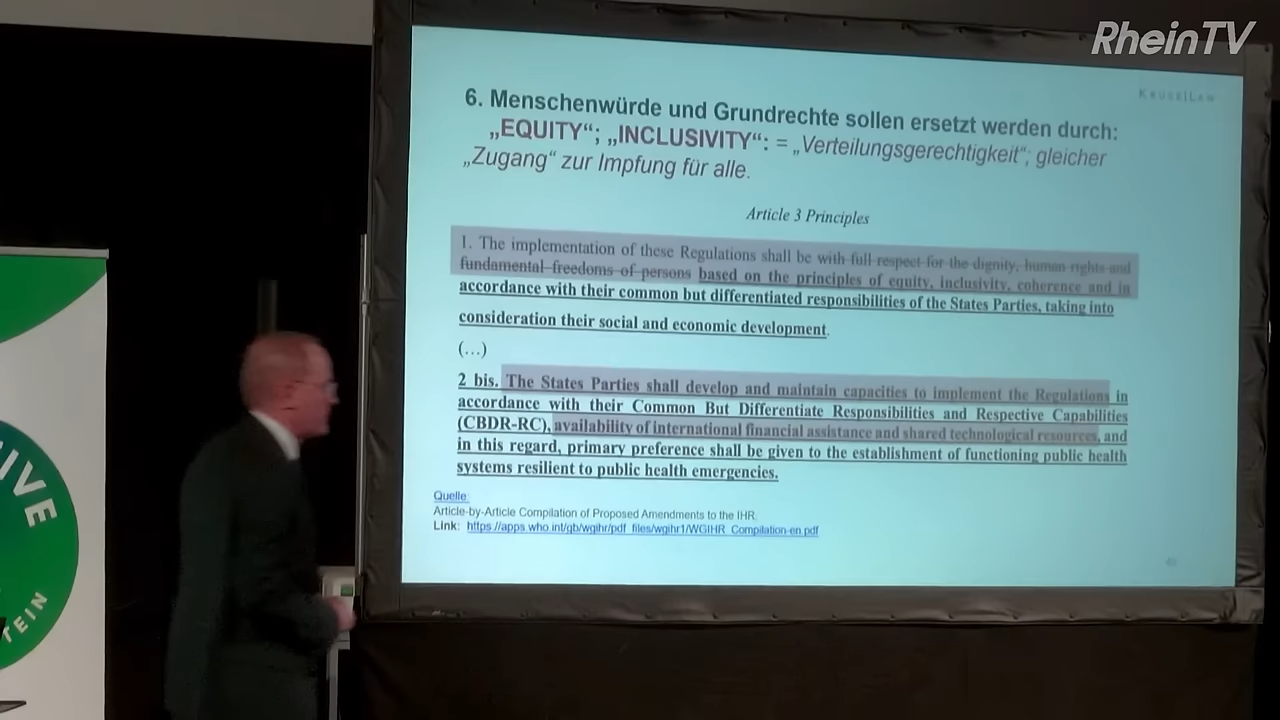 RheinTV
KRUSE|LAW
6. Menschenwürde und Grundrechte sollen ersetzt werden durch:
„EQUITY“; „INCLUSIVITY“: = „Verteilungsgerechtigkeit“; gleicher
„Zugang“ zur Impfung für alle.
Article 3 Principles
1. The implementation of these Regulations shall be with full respect for the dignity, human rights and
fundamental freedoms of persons based on the principles of equity, inclusivity, coherence and in
accordance with their common but differentiated responsibilities of the States Parties, taking into
consideration their social and economic development.
(…)
2 bis. The States Parties shall develop and maintain capacities to implement the Regulations in
accordance with their Common But Differentiate Responsibilities and Respective Capabilities
(CBDR-RC), availability of international financial assistance and shared technological resources, and
in this regard, primary preference shall be given to the establishment of functioning public health
systems resilient to public health emergencies.
Quelle:
Article-by-Article Compilation of Proposed Amendments to the IHR.
Link: https://apps.who.int/gb/wgihr/pdf_files/wgihr1/WGIHR_Compilation-en.pdf
IVE
TEIN